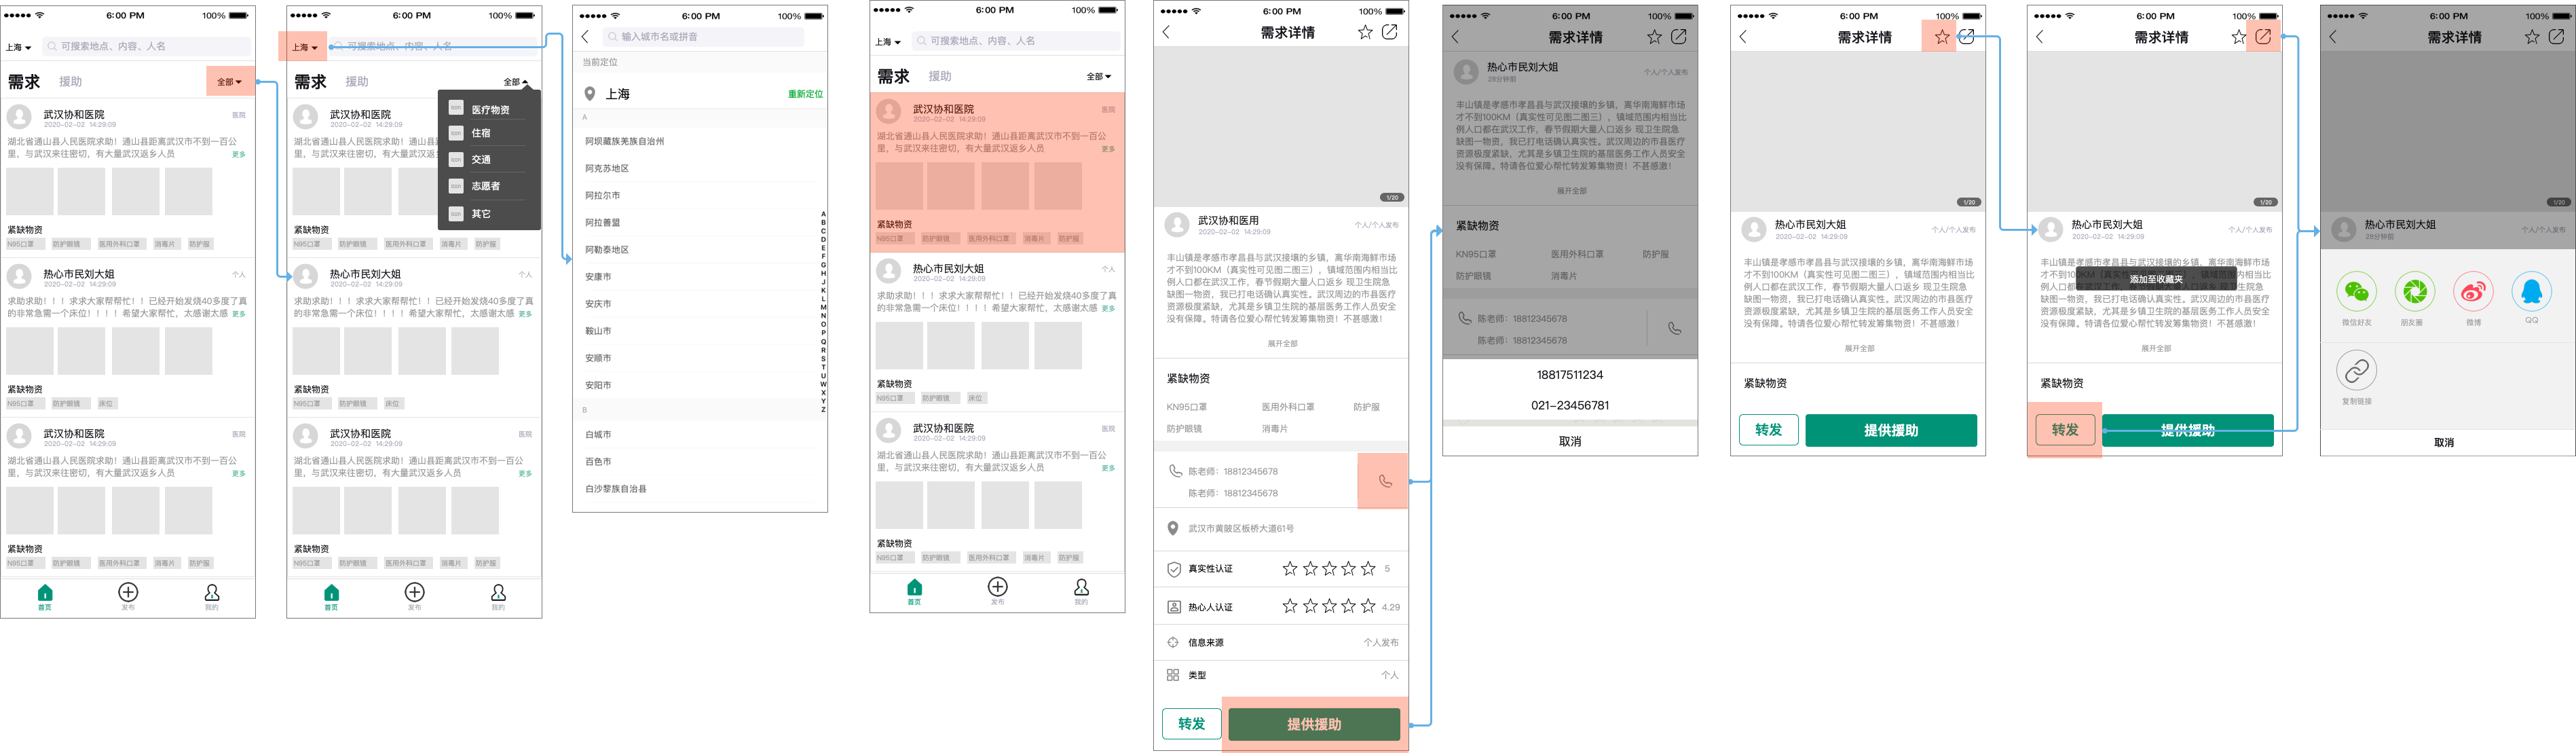 6:00 PM
100%
上海
可搜索地点、内容、人名
需求
援助
全部
武汉协和医院
2020-02-02 14:29:09
医院
湖北省通山县人民医院求助！通山县距离武汉市不到一百公
里，与武汉来往密切，有大量武汉返乡人员
更多
紧缺物资
N95口罩
防护眼镜
医用外科口罩
消毒片
防护服
热心市民刘大姐
2020-02-02 14:29:09
个人
求助求助！！！求求大家帮帮忙！已经开始发烧40多度了真
的非常急需一个床位！！！！希望大家帮忙，太感谢太感
更多
紧缺物资
N95口罩
防护眼镜
床位
武汉协和医院
2020-02-02 14:29:09
医院
湖北省通山县人民医院求助！通山县距离武汉市不到一百公
里，与武汉来往密切，有大量武汉返乡人员
更多
紧缺物资
N95口罩
防护眼镜
医用外科口罩
消毒片
防护服
首页
发布
我的
6:00 PM
100%
上海
可搜索地点、内容、人名
需求
援助
全部
icon
医疗物资
icon
住宿
icon
交通
icon
志愿者
icon
其它
武汉协和医院
2020-02-02 14:29:09
湖北省通山县人民医院求助！通山县
里，与武汉来往密切，有大量武汉返
紧缺物资
N95口罩
防护眼镜
医用外科口罩
消毒片
防护服
热心市民刘大姐
2020-02-02 14:29:09
个人
求助求助！！！求求大家帮帮忙！已经开始发烧40多度了真
的非常急需一个床位！！！！希望大家帮忙，太感谢太感
更多
紧缺物资
N95口罩
防护眼镜
床位
武汉协和医院
2020-02-02 14:29:09
医院
湖北省通山县人民医院求助！通山县距离武汉市不到一百公
里，与武汉来往密切，有大量武汉返乡人员
更多
紧缺物资
N95口罩
防护眼镜
医用外科口罩
消毒片
防护服
首页
发布
我的
6:00 PM
100%
输入城市名或拼音
当前定位
上海
重新定位
A
阿坝藏族羌族自治州
阿克苏地区
阿拉尔市
阿拉善盟
阿勒泰地区
安康市
安庆市
鞍山市
安顺市
安阳市
B
白城市
百色市
白沙黎族自治县
A
B
C
D
E
F
G
H
J
K
L
M
N
O
P
Q
R
S
T
U
W
X
Y
Z
6:00 PM
100%
上海
可搜索地点、内容、人名
需求
援助
全部
武汉协和医院
2020-02-02 14:29:09
医院
湖北省通山县人民医院求助！通山县距离武汉市不到一百公
里，与武汉来往密切，有大量武汉返乡人员
更多
紧缺物资
N95口罩
防护眼镜
医用外科口罩
消毒片
防护服
热心市民刘大姐
2020-02-02 14:29:09
个人
求助求助！！！求求大家帮帮忙！已经开始发烧40多度了真
的非常急需一个床位！！！！希望大家帮忙，太感谢太感
更多
紧缺物资
N95口罩
防护眼镜
床位
武汉协和医院
2020-02-02 14:29:09
医院
湖北省通山县人民医院求助！通山县距离武汉市不到一百公
里，与武汉来往密切，有大量武汉返乡人员
更多
紧缺物资
N95口罩
防护眼镜
医用外科口罩
消毒片
防护服
首页
发布
我的
6:00 PM
100%
需求详情
1/20
武汉协和医用
2020-02-02 14:29:09
个人/个人发布
丰山镇是孝感市孝昌县与武汉接壤的乡镇，离华南海鲜市场
才不到100KM（真实性可见图二图三），镇域范围内相当比
例人口都在武汉工作，春节假期大量人口返乡 现卫生院急
缺图一物资，我已打电话确认真实性。武汉周边的市县医疗
资源极度紧缺，尤其是乡镇卫生院的基层医务工作人员安全
没有保障。特请各位爱心帮忙转发筹集物资！不甚感激！
展开全部
紧缺物资
KN95口罩
医用外科口罩
防护服
防护眼镜
消毒片
陈老师：18812345678
陈老师：18812345678
武汉市黄陂区板桥大道61号
真实性认证
5
热心人认证
4.29
信息来源
个人发布
类型
个人
转发
提供援助
6:00 PM
100%
需求详情
热心市民刘大姐
28分钟前
个人/个人发布
丰山镇是孝感市孝昌县与武汉接壤的乡镇，离华南海鲜市场
才不到100KM（真实性可见图二图三），镇域范围内相当比
例人口都在武汉工作，春节假期大量人口返乡 现卫生院急
缺图一物资，我已打电话确认真实性。武汉周边的市县医疗
资源极度紧缺，尤其是乡镇卫生院的基层医务工作人员安全
没有保障。特请各位爱心帮忙转发筹集物资！不甚感激！
展开全部
紧缺物资
KN95口罩
医用外科口罩
防护服
防护眼镜
消毒片
陈老师：18812345678
陈老师：18812345678
18817511234
021-23456781
取消
6:00 PM
100%
需求详情
1/20
热心市民刘大姐
2020-02-02 14:29:09
个人/个人发布
丰山镇是孝感市孝昌县与武汉接壤的乡镇，离华南海鲜市场
才不到100KM（真实性可见图二图三），镇域范围内相当比
例人口都在武汉工作，春节假期大量人口返乡 现卫生院急
缺图一物资，我已打电话确认真实性。武汉周边的市县医疗
资源极度紧缺，尤其是乡镇卫生院的基层医务工作人员安全
没有保障。特请各位爱心帮忙转发筹集物资！不甚感激！
展开全部
紧缺物资
转发
提供援助
6:00 PM
100%
需求详情
1/20
热心市民刘大姐
2020-02-02 14:29:09
个人/个人发布
丰山镇是孝感市孝昌县与武汉接壤的乡镇，离华南海鲜市场
才不到100KM（真实性可见图二图三），镇域范围内相当比
添加至收藏夹
例人口都在武汉工作，春节假期大量人口返乡 现卫生院急
缺图一物资，我已打电话确认真实性。武汉周边的市县医疗
资源极度紧缺，尤其是乡镇卫生院的基层医务工作人员安全
没有保障。特请各位爱心帮忙转发筹集物资！不甚感激！
展开全部
紧缺物资
转发
提供援助
6:00 PM
100%
需求详情
1/20
热心市民刘大姐
28分钟前
个人/个人发布
微信好友
朋友圈
微博
QQ
复制链接
取消